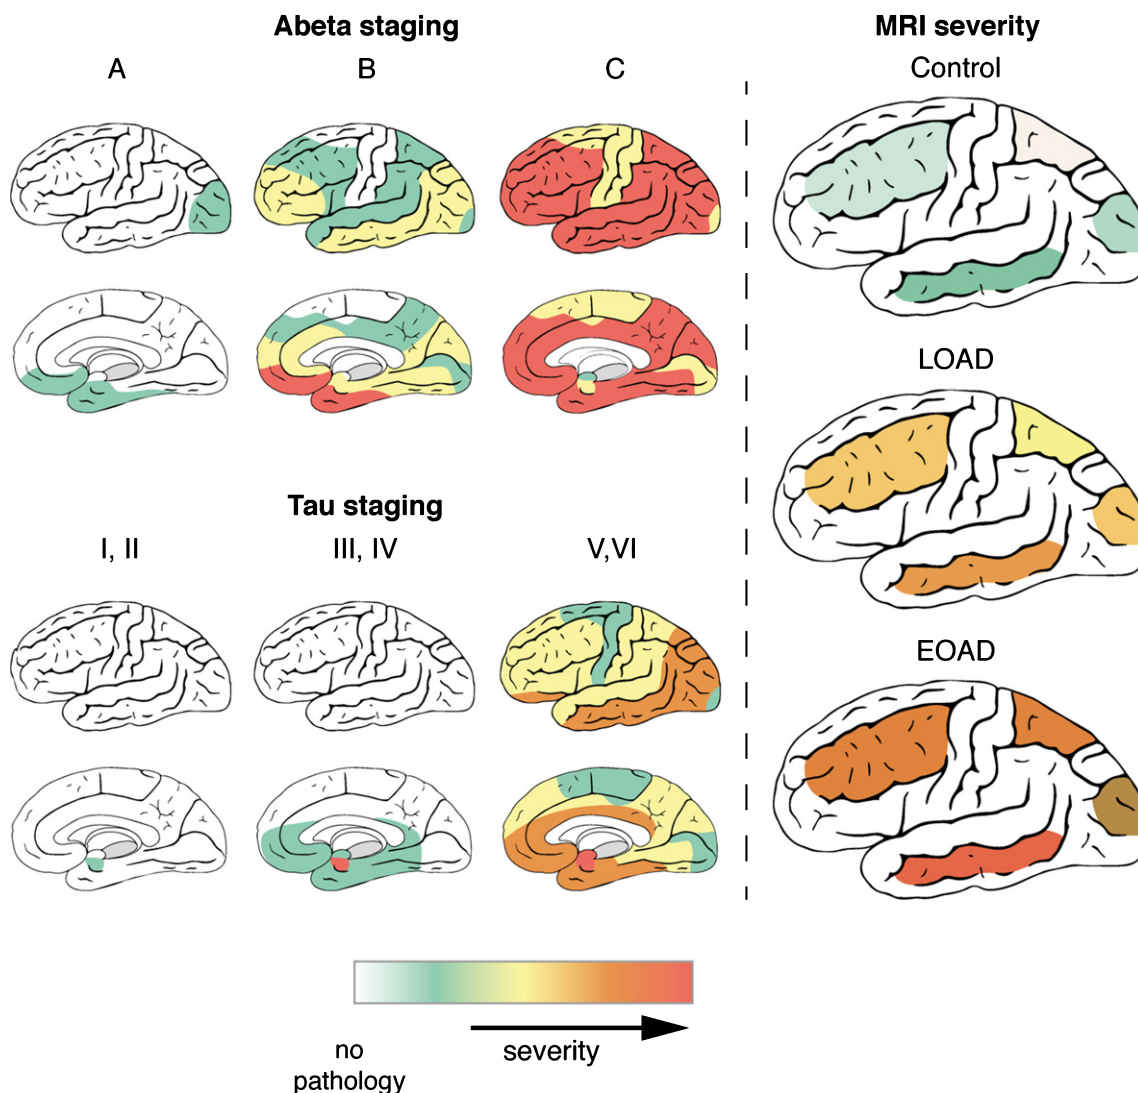 Abeta staging
A B C
MRI severity
Control
LOAD
EOAD
Tau staging
I, II III, IV V,VI
no
pathology
severity